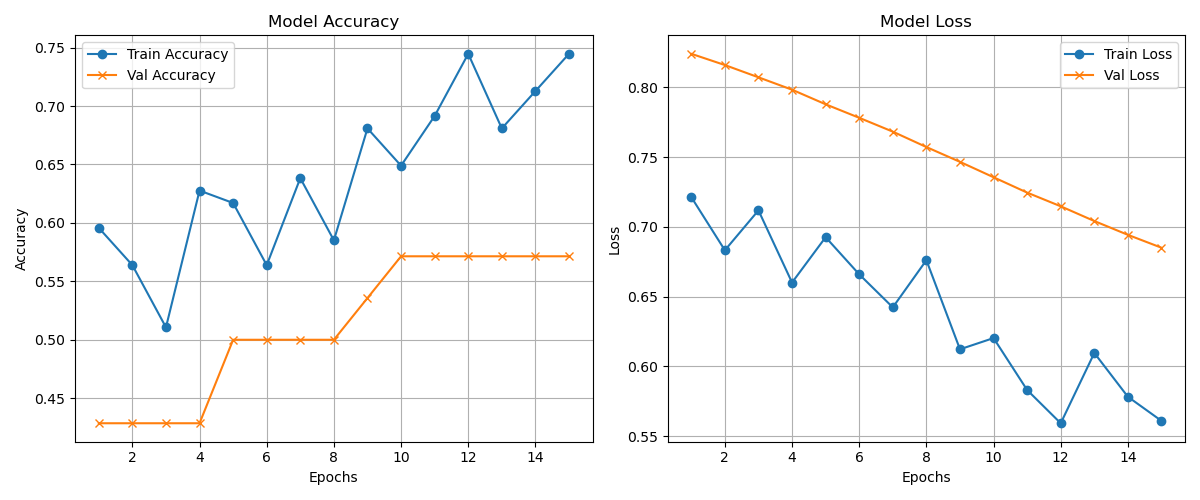 Model Accuracy
Train Accuracy
Val Accuracy
0.75
0.70
0.65
0.60
0.55
0.50
0.45
Accuracy
2 4 6 8 10 12 14
Epochs
Model Loss
Train Loss
Val Loss
0.80
0.75
0.70
0.65
0.60
0.55
Loss
2 4 6 8 10 12 14
Epochs